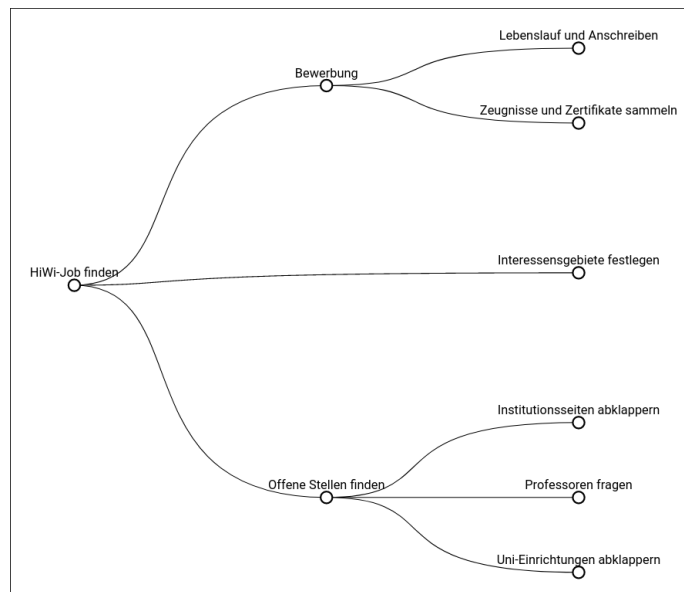 Lebenslauf und Anschreiben
Bewerbung
Zeugnisse und Zertifikate sammeln
Interessensgebiete festlegen
HiWi-Job finden
Institutionsseiten abklappern
Offene Stellen finden
Professoren fragen
Uni-Einrichtungen abklappern